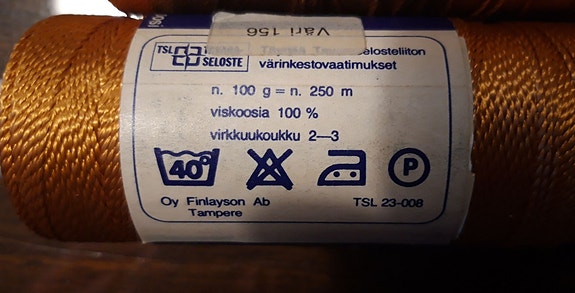 Väri 156
TSL
SELOSTE
selosteliiton
värinkestovaatimukset
n. 100 g = n. 250 m
viskoosia 100 %
virkkuukoukku 2—3
40°
P
Oy Finlayson Ab
Tampere
TSL 23-008